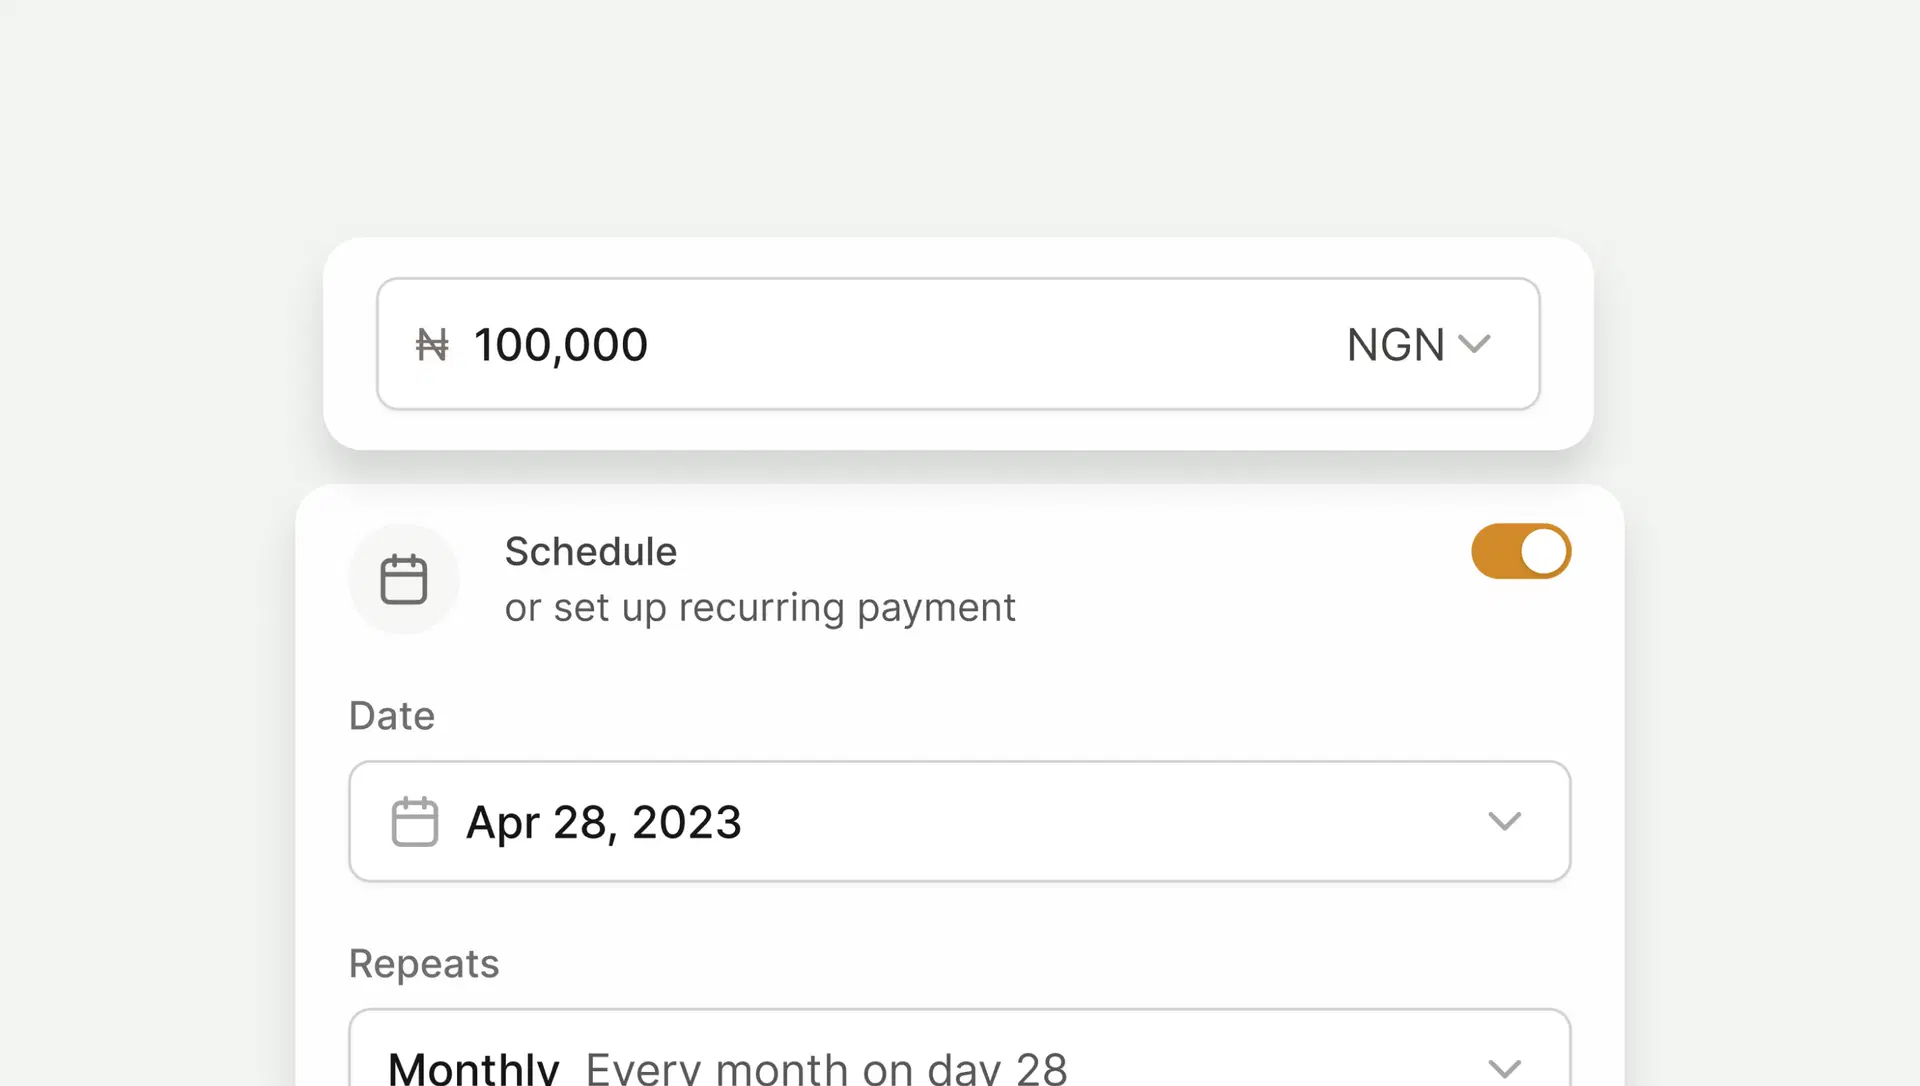 ₦ 100,000 NGN
Schedule
or set up recurring payment
Date
Apr 28, 2023
Repeats
Monthly Every month on day 28